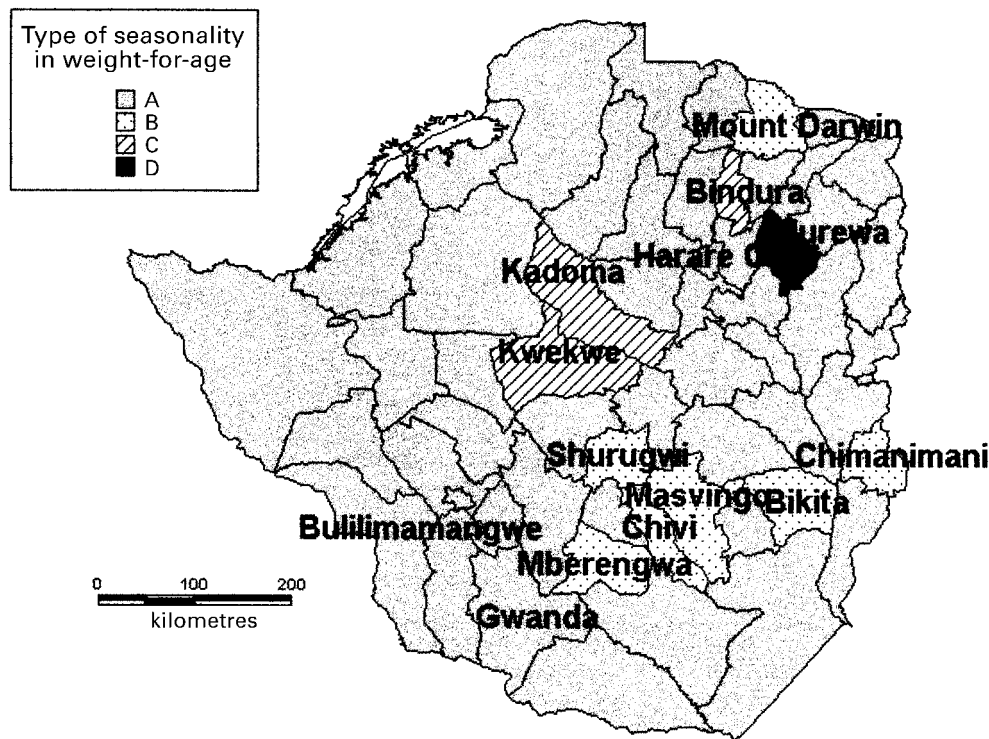 Type of seasonality
in weight-for-age
A
B
C
D
Mount Darwin
Bindura
urewa
Harare
Kadoma
Kwekwe
Shurugwi
Chimanimani
Masvingo
Bikita
Chivi
Bulilimamangwe
Mberengwa
Gwanda
0 100 200
kilometres